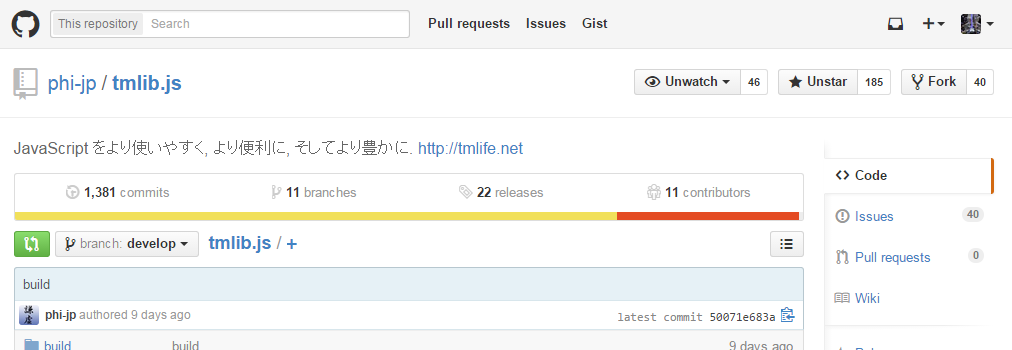 This repository Search Pull requests Issues Gist
phi-jp / tmlib.js Unwatch 46 Unstar 185 Fork 40
JavaScript をより使いやすく, より便利に, そしてより豊かに. http://tmlife.net
1,381 commits 11 branches 22 releases 11 contributors
Code
Issues 40
Pull requests 0
Wiki
branch: develop tmlib.js / +
build
phi-jp authored 9 days ago latest commit 50071e683a
build build 9 days ago